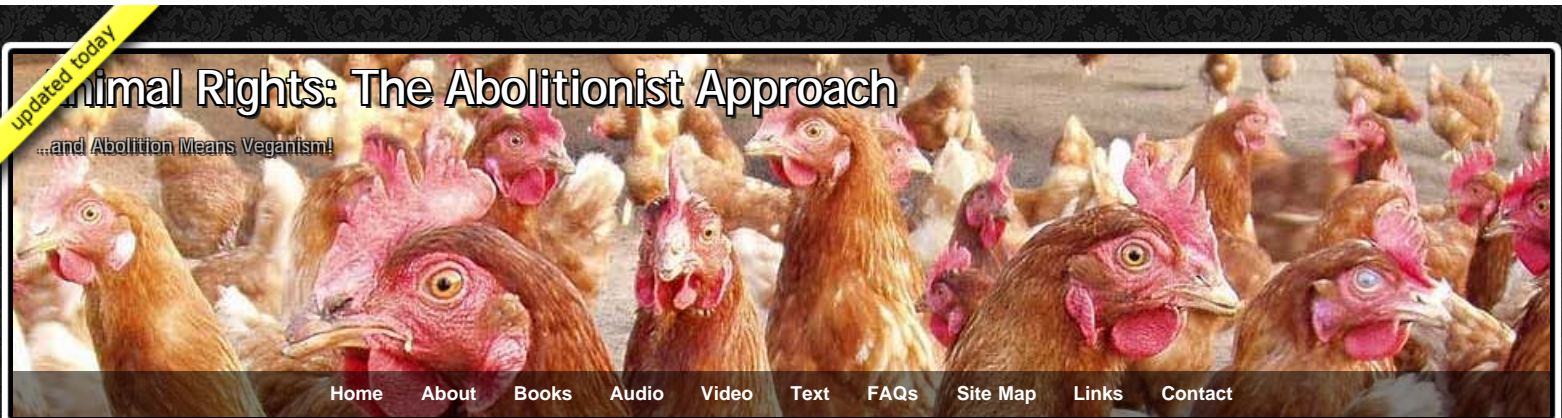 updated today
Animal Rights: The Abolitionist Approach
...and Abolition Means Veganism!
Home About Books Audio Video Text FAQs Site Map Links Contact